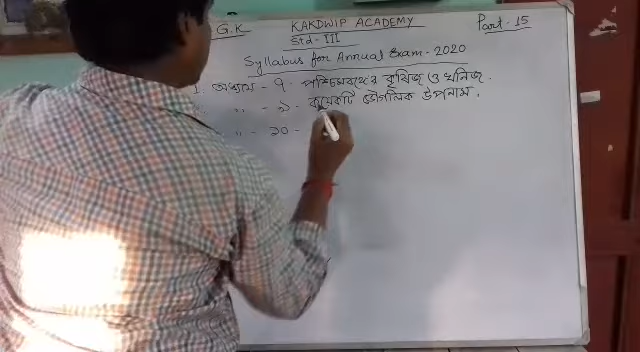 G.K KAKDWIP ACADEMY Part-15
Std-III
Syllabus for Annual Exam-2020
1. অধ্যায় - ৭ - পশ্চিমবঙ্গের কৃষিজ ও খনিজ.
" - ৯ - কয়েকটি ভৌগলিক উপনাম.
" - ১০ -